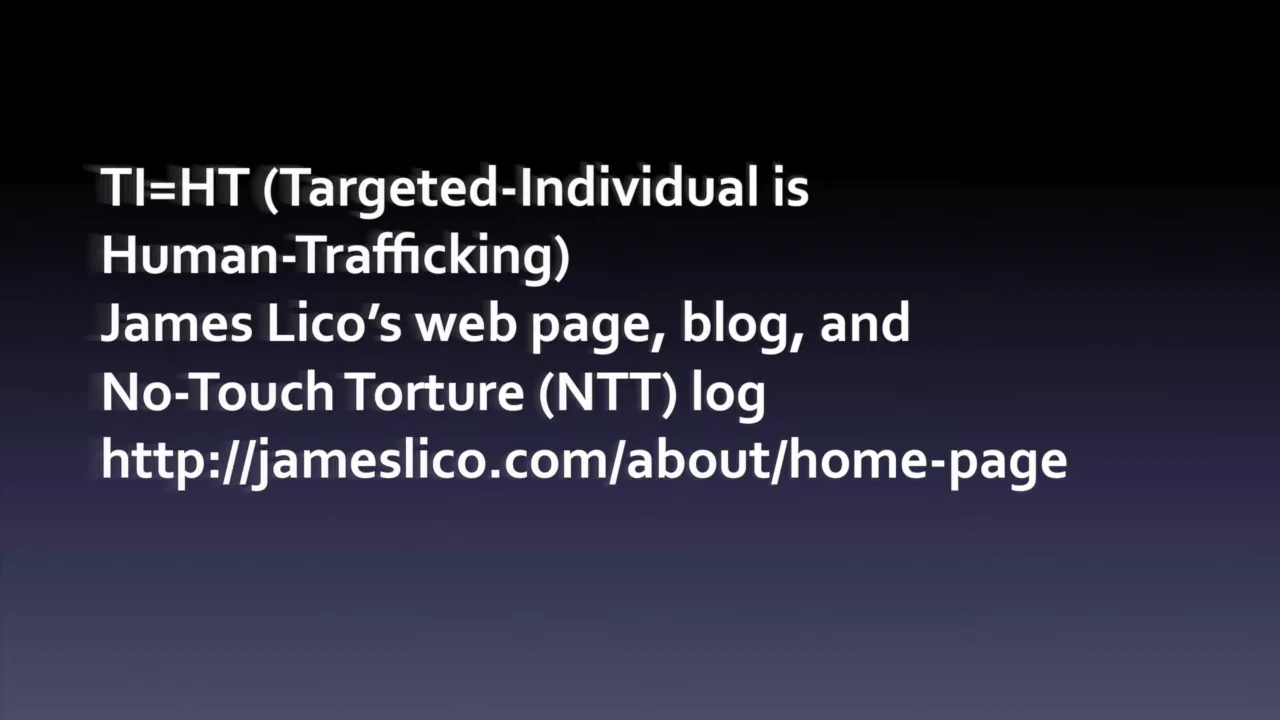 TI=HT (Targeted-Individual is
Human-Trafficking)
James Lico’s web page, blog, and
No-Touch Torture (NTT) log
http://jameslico.com/about/home-page